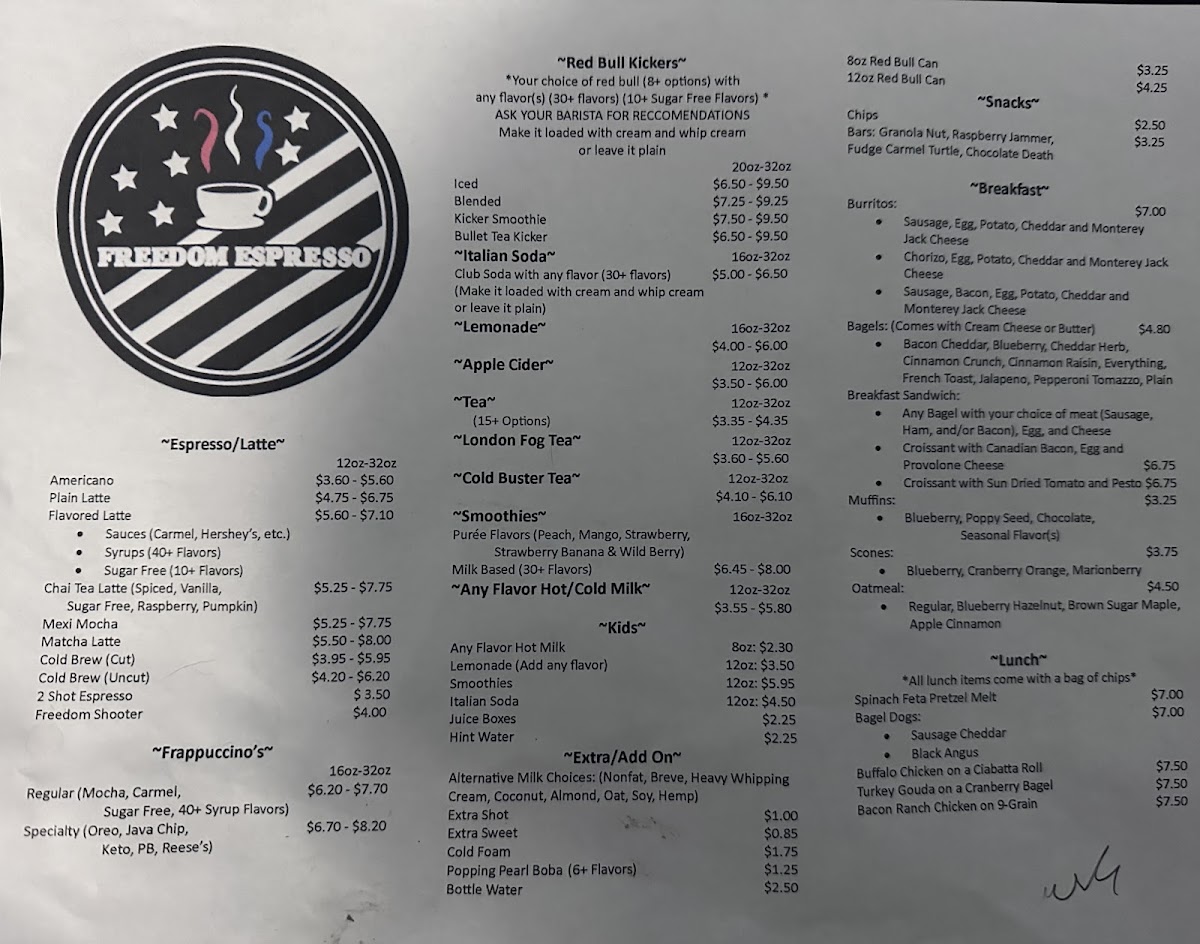 FREEDOM ESPRESSO
~Espresso/Latte~
12oz-32oz
Americano $3.60 - $5.60
Plain Latte $4.75 - $6.75
Flavored Latte $5.60 - $7.10
• Sauces (Carmel, Hershey's, etc.)
• Syrups (40+ Flavors)
• Sugar Free (10+ Flavors)
Chai Tea Latte (Spiced, Vanilla, $5.25 - $7.75
Sugar Free, Raspberry, Pumpkin)
Mexi Mocha $5.25 - $7.75
Matcha Latte $5.50 - $8.00
Cold Brew (Cut) $3.95 - $5.95
Cold Brew (Uncut) $4.20 - $6.20
2 Shot Espresso $ 3.50
Freedom Shooter $4.00
~Frappuccino's~
16oz-32oz
Regular (Mocha, Carmel, $6.20 - $7.70
Sugar Free, 40+ Syrup Flavors)
Specialty (Oreo, Java Chip, $6.70 - $8.20
Keto, PB, Reese's)
~Red Bull Kickers~
*Your choice of red bull (8+ options) with
any flavor(s) (30+ flavors) (10+ Sugar Free Flavors) *
ASK YOUR BARISTA FOR RECCOMENDATIONS
Make it loaded with cream and whip cream
or leave it plain
20oz-32oz
Iced $6.50 - $9.50
Blended $7.25 - $9.25
Kicker Smoothie $7.50 - $9.50
Bullet Tea Kicker $6.50 - $9.50
~Italian Soda~ 16oz-32oz
Club Soda with any flavor (30+ flavors) $5.00 - $6.50
(Make it loaded with cream and whip cream
or leave it plain)
~Lemonade~ 16oz-32oz
$4.00 - $6.00
~Apple Cider~ 12oz-32oz
$3.50 - $6.00
~Tea~ 12oz-32oz
(15+ Options) $3.35 - $4.35
~London Fog Tea~ 12oz-32oz
$3.60 - $5.60
~Cold Buster Tea~ 12oz-32oz
$4.10 - $6.10
~Smoothies~ 16oz-32oz
Purée Flavors (Peach, Mango, Strawberry,
Strawberry Banana & Wild Berry)
Milk Based (30+ Flavors) $6.45 - $8.00
~Any Flavor Hot/Cold Milk~ 12oz-32oz
$3.55 - $5.80
~Kids~
Any Flavor Hot Milk 8oz: $2.30
Lemonade (Add any flavor) 12oz: $3.50
Smoothies 12oz: $5.95
Italian Soda 12oz: $4.50
Juice Boxes $2.25
Hint Water $2.25
~Extra/Add On~
Alternative Milk Choices: (Nonfat, Breve, Heavy Whipping
Cream, Coconut, Almond, Oat, Soy, Hemp)
Extra Shot $1.00
Extra Sweet $0.85
Cold Foam $1.75
Popping Pearl Boba (6+ Flavors) $1.25
Bottle Water $2.50
8oz Red Bull Can $3.25
12oz Red Bull Can $4.25
~Snacks~
Chips $2.50
Bars: Granola Nut, Raspberry Jammer, $3.25
Fudge Carmel Turtle, Chocolate Death
~Breakfast~
Burritos: $7.00
• Sausage, Egg, Potato, Cheddar and Monterey
Jack Cheese
• Chorizo, Egg, Potato, Cheddar and Monterey Jack
Cheese
• Sausage, Bacon, Egg, Potato, Cheddar and
Monterey Jack Cheese
Bagels: (Comes with Cream Cheese or Butter) $4.80
• Bacon Cheddar, Blueberry, Cheddar Herb,
Cinnamon Crunch, Cinnamon Raisin, Everything,
French Toast, Jalapeno, Pepperoni Tomazzo, Plain
Breakfast Sandwich:
• Any Bagel with your choice of meat (Sausage,
Ham, and/or Bacon), Egg, and Cheese
• Croissant with Canadian Bacon, Egg and
Provolone Cheese $6.75
• Croissant with Sun Dried Tomato and Pesto $6.75
Muffins: $3.25
• Blueberry, Poppy Seed, Chocolate,
Seasonal Flavor(s)
Scones: $3.75
• Blueberry, Cranberry Orange, Marionberry
Oatmeal: $4.50
• Regular, Blueberry Hazelnut, Brown Sugar Maple,
Apple Cinnamon
~Lunch~
*All lunch items come with a bag of chips*
Spinach Feta Pretzel Melt $7.00
Bagel Dogs: $7.00
• Sausage Cheddar
• Black Angus
Buffalo Chicken on a Ciabatta Roll $7.50
Turkey Gouda on a Cranberry Bagel $7.50
Bacon Ranch Chicken on 9-Grain $7.50